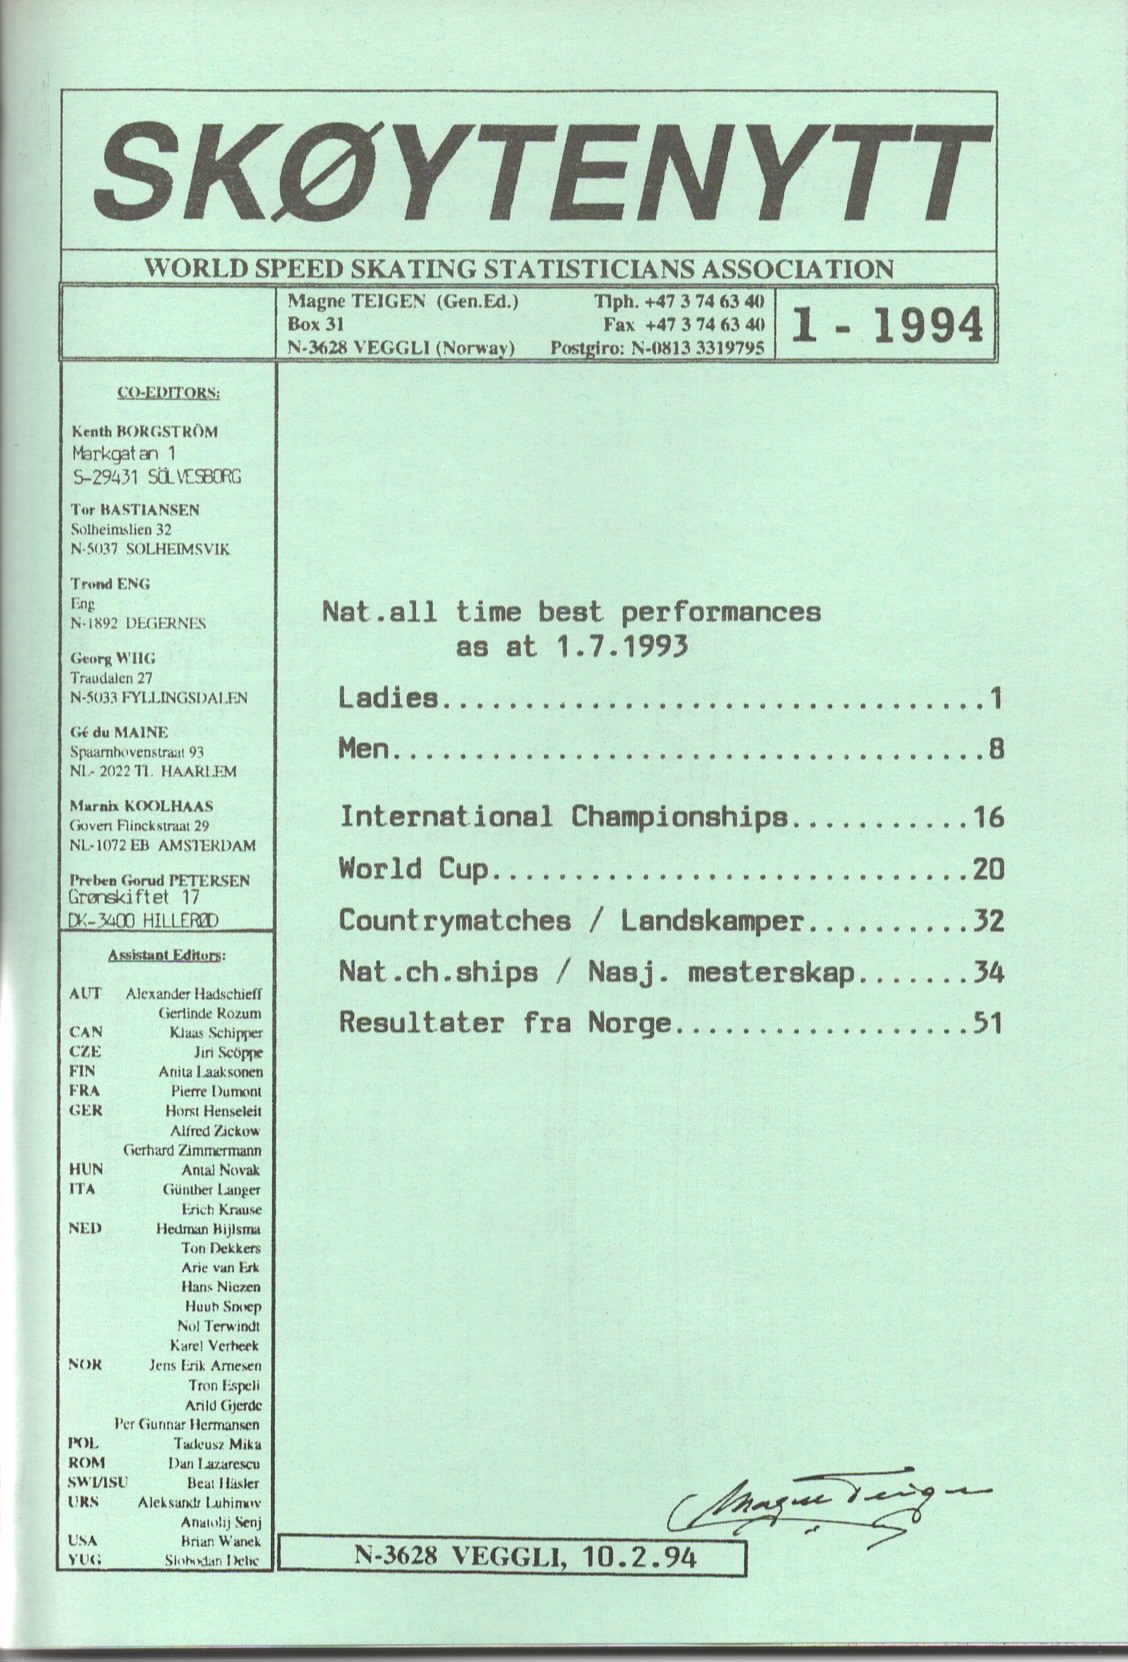 SKØYTENYTT
WORLD SPEED SKATING STATISTICIANS ASSOCIATION
Magne TEIGEN (Gen.Ed.) Tlph. +47 3 74 63 40
Box 31 Fax +47 3 74 63 40
N-3628 VEGGLI (Norway) Postgiro: N-0813 3319795
1 - 1994
CO-EDITORS:
Kenth BORGSTRÖM
Markgatan 1
S-29431 SÖLVESBORG
Tor BASTIANSEN
Solheimslien 32
N-5037 SOLHEIMSVIK
Trond ENG
Eng
N-1892 DEGERNES
Georg WIIG
Traudalen 27
N-5033 FYLLINGSDALEN
Gé du MAINE
Spaarnhovenstraat 93
NL- 2022 TL HAARLEM
Marnix KOOLHAAS
Goven Flinckstraat 29
NL-1072 EB AMSTERDAM
Preben Gorud PETERSEN
Grønskiftet 17
DK-3400 HILLERØD
Assistant Editors:
AUT Alexander Hadschieff
Gerlinde Rozum
CAN Klaas Schipper
CZE Jiri Scöppe
FIN Anita Laaksonen
FRA Pierre Dumont
GER Horst Henseleit
Alfred Zickow
Gerhard Zimmermann
HUN Antal Novak
ITA Günther Langer
Erich Krause
NED Hedman Bijlsma
Ton Dekkers
Arie van Erk
Hans Niezen
Huub Snoep
Nol Terwindt
Karel Verbeek
NOR Jens Erik Arnesen
Tron Espeli
Arild Gjerde
Per Gunnar Hermansen
POL Tadeusz Mika
ROM Dan Lazarescu
SWI/ISU Beat Häsler
URS Aleksandr Luhimov
Anatolij Senj
USA Brian Wanek
YUG Slobodan Delic
Nat.all time best performances
as at 1.7.1993
Ladies.................................1
Men....................................8
International Championships...........16
World Cup.............................20
Countrymatches / Landskamper..........32
Nat.ch.ships / Nasj. mesterskap.......34
Resultater fra Norge..................51
Magne Teigen
N-3628 VEGGLI, 10.2.94